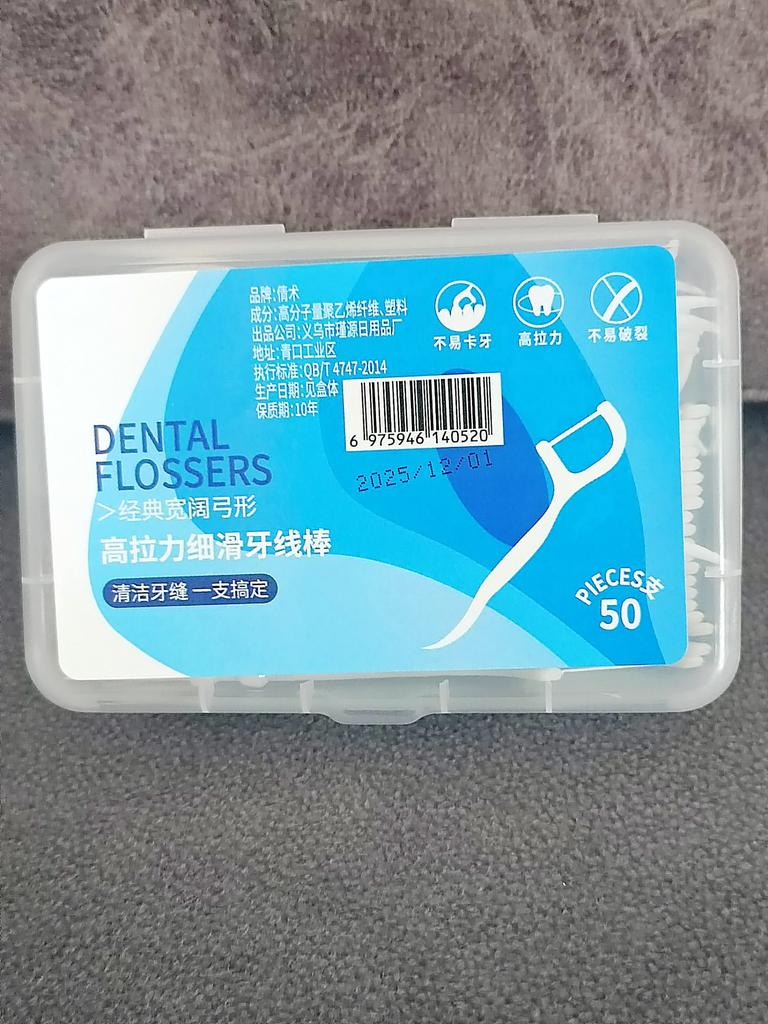 品牌:倩术
成分:高分子量聚乙烯纤维、塑料
出品公司:义乌市瑾源日用品厂
地址:青口工业区
执行标准:QB/T 4747-2014
生产日期:见盒体
保质期:10年
不易卡牙
高拉力
不易破裂
6 975946 140520
2025/12/01
DENTAL
FLOSSERS
>经典宽阔弓形
高拉力细滑牙线棒
清洁牙缝 一支搞定
PIECES支
50